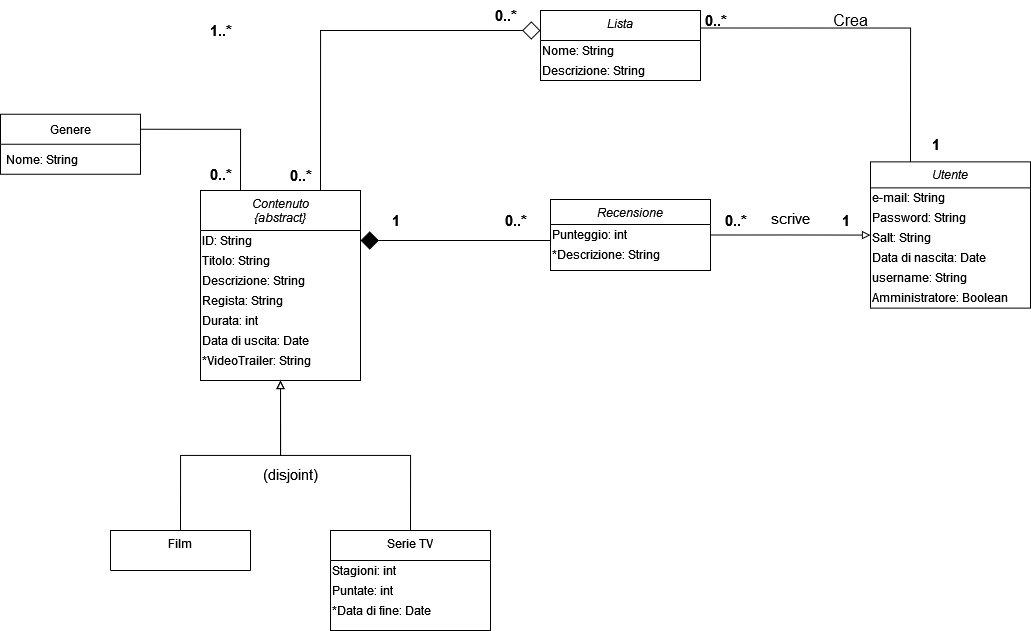 0..*
Lista
0..*
Crea
1..*
Nome: String
Descrizione: String
Genere
Nome: String
1
0..*
0..*
Utente
Contenuto
{abstract}
1
0..*
Recensione
0..*
scrive
1
e-mail: String
Password: String
Salt: String
Data di nascita: Date
username: String
Amministratore: Boolean
Punteggio: int
*Descrizione: String
ID: String
Titolo: String
Descrizione: String
Regista: String
Durata: int
Data di uscita: Date
*VideoTrailer: String
(disjoint)
Film
Serie TV
Stagioni: int
Puntate: int
*Data di fine: Date